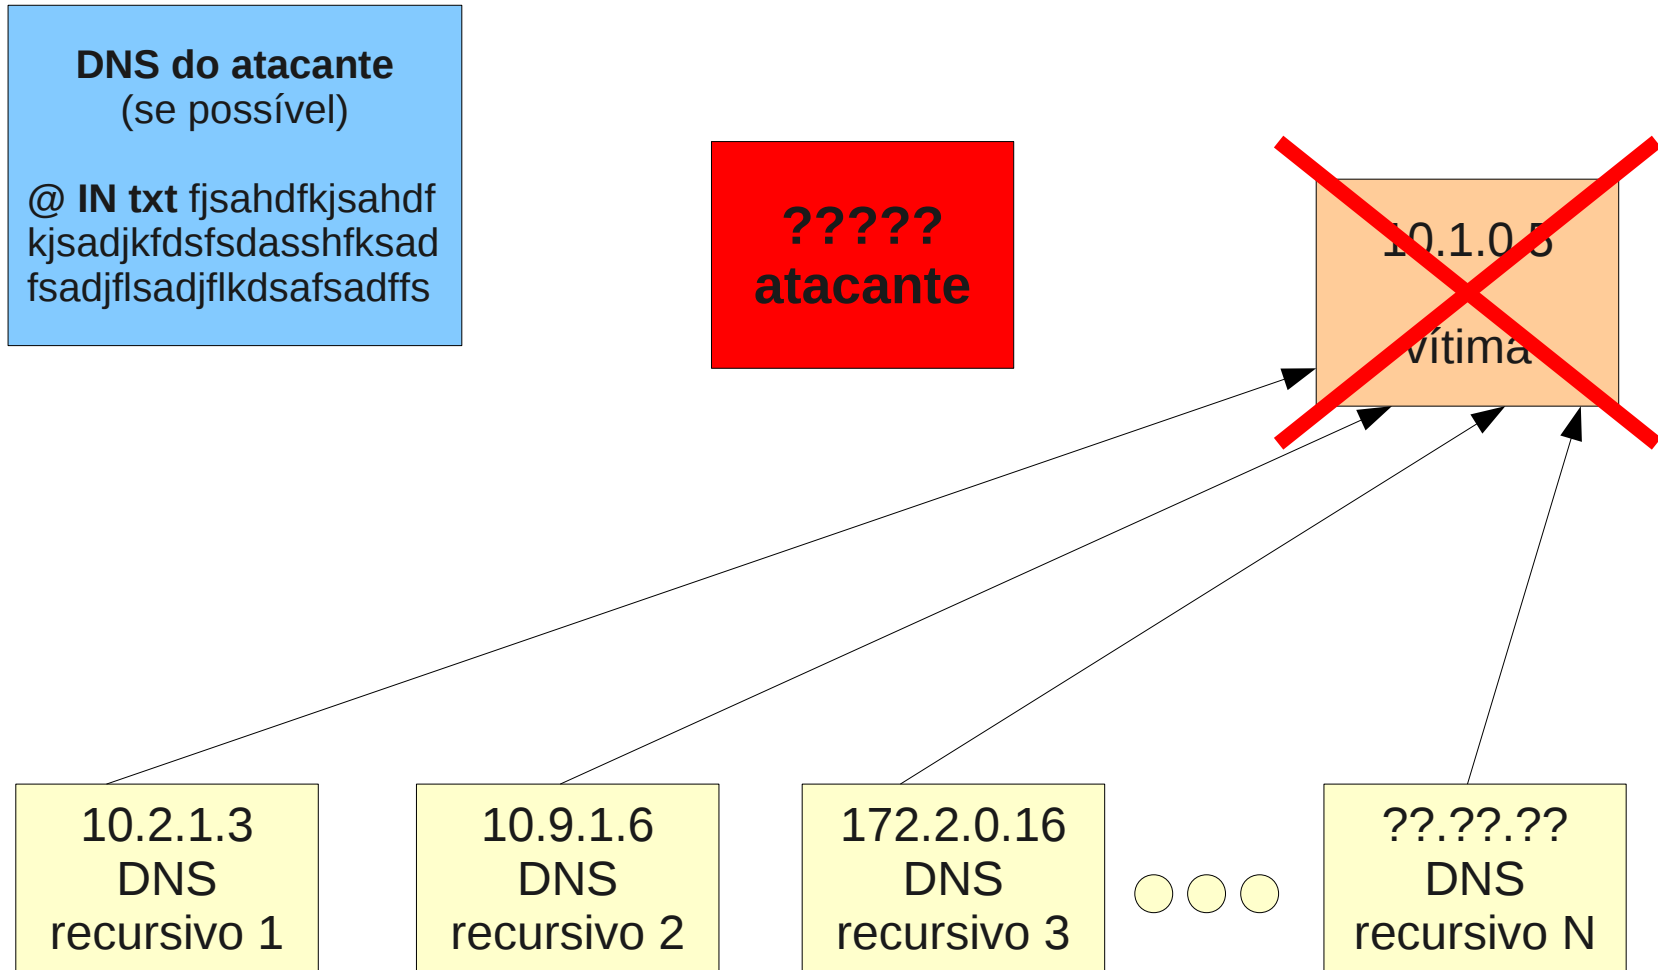 DNS do atacante
(se possível)
@ IN txt fjsahdfkjsahdf
kjsadjkfdsfsdasshfksad
fsadjflsadjflkdsafsadffs
?????
atacante
10.1.0.5
vítima
10.2.1.3
DNS
recursivo 1
10.9.1.6
DNS
recursivo 2
172.2.0.16
DNS
recursivo 3
??.??.??
DNS
recursivo N